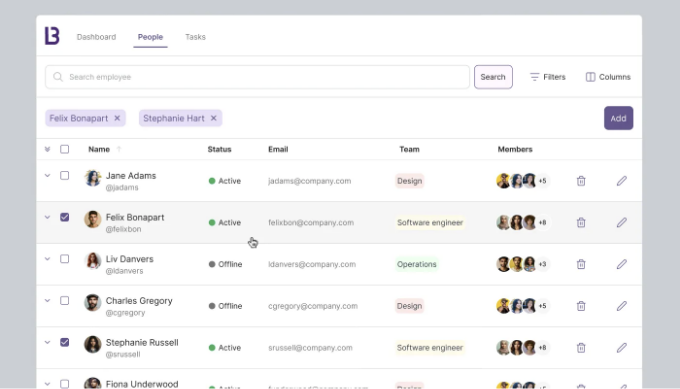 B
Dashboard People Tasks
Search employee Search Filters Columns
Felix Bonapart × Stephanie Hart × Add
Name ↑ Status Email Team Members
Jane Adams
@jadams Active jadams@company.com Design +5
Felix Bonapart
@felixbon Active felixbon@company.com Software engineer +8
Liv Danvers
@ldanvers Offline ldanvers@company.com Operations +3
Charles Gregory
@cgregory Offline cgregory@company.com Design +5
Stephanie Russell
@srussell Active srussell@company.com Software engineer +8
Fiona Underwood